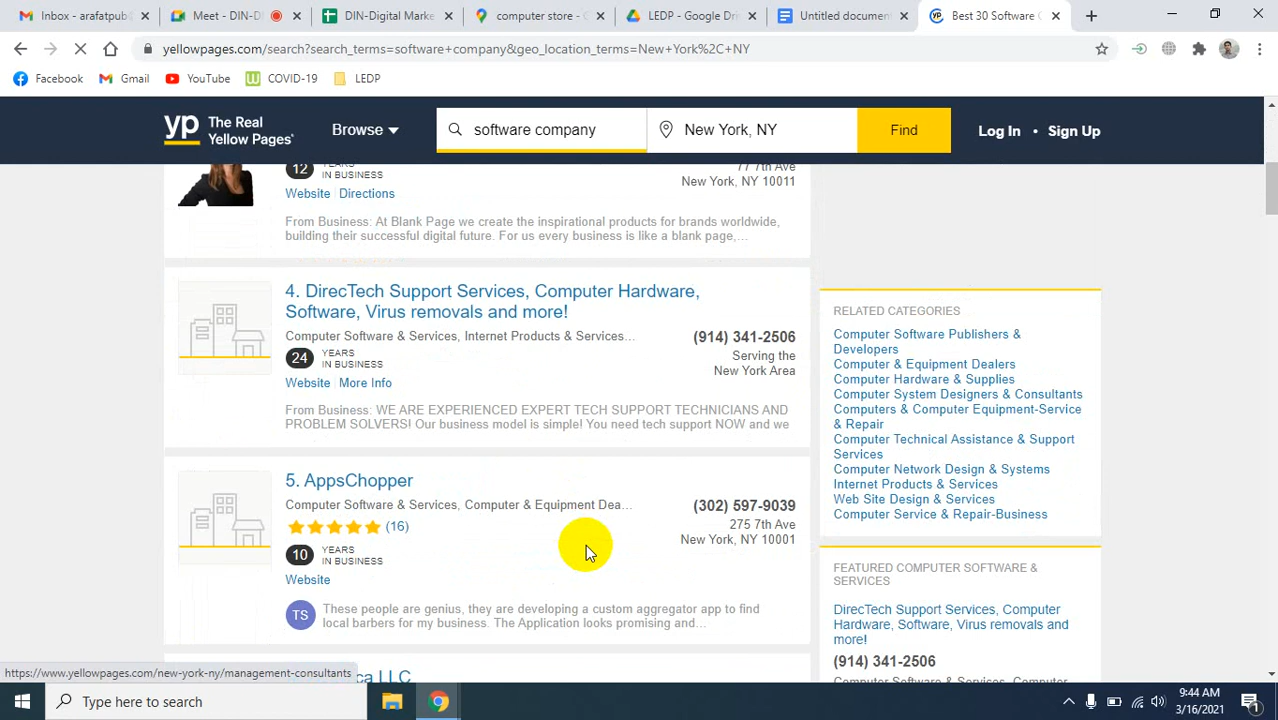 Inbox - arafatpub
Meet - DIN-D
DIN-Digital Marke
computer store - G
LEDP - Google Dri
Untitled document
Best 30 Software C
yellowpages.com/search?search_terms=software+company&geo_location_terms=New+York%2C+NY
Facebook
Gmail
YouTube
COVID-19
LEDP
yp The Real Yellow Pages
Browse
software company
New York, NY
Find
Log In • Sign Up
12 YEARS IN BUSINESS
77 7th Ave
New York, NY 10011
Website Directions
From Business: At Blank Page we create the inspirational products for brands worldwide,
building their successful digital future. For us every business is like a blank page,...
4. DirecTech Support Services, Computer Hardware,
Software, Virus removals and more!
Computer Software & Services, Internet Products & Services...
(914) 341-2506
Serving the
New York Area
24 YEARS IN BUSINESS
Website More Info
From Business: WE ARE EXPERIENCED EXPERT TECH SUPPORT TECHNICIANS AND
PROBLEM SOLVERS! Our business model is simple! You need tech support NOW and we
5. AppsChopper
Computer Software & Services, Computer & Equipment Dea...
(302) 597-9039
275 7th Ave
New York, NY 10001
(16)
10 YEARS IN BUSINESS
Website
TS
These people are genius, they are developing a custom aggregator app to find
local barbers for my business. The Application looks promising and...
LLC
RELATED CATEGORIES
Computer Software Publishers &
Developers
Computer & Equipment Dealers
Computer Hardware & Supplies
Computer System Designers & Consultants
Computers & Computer Equipment-Service
& Repair
Computer Technical Assistance & Support
Services
Computer Network Design & Systems
Internet Products & Services
Web Site Design & Services
Computer Service & Repair-Business
FEATURED COMPUTER SOFTWARE &
SERVICES
DirecTech Support Services, Computer
Hardware, Software, Virus removals and
more!
(914) 341-2506
Computer Software & Services, Computer
https://www.yellowpages.com/new-york-ny/management-consultants
Type here to search
9:44 AM
3/16/2021
1